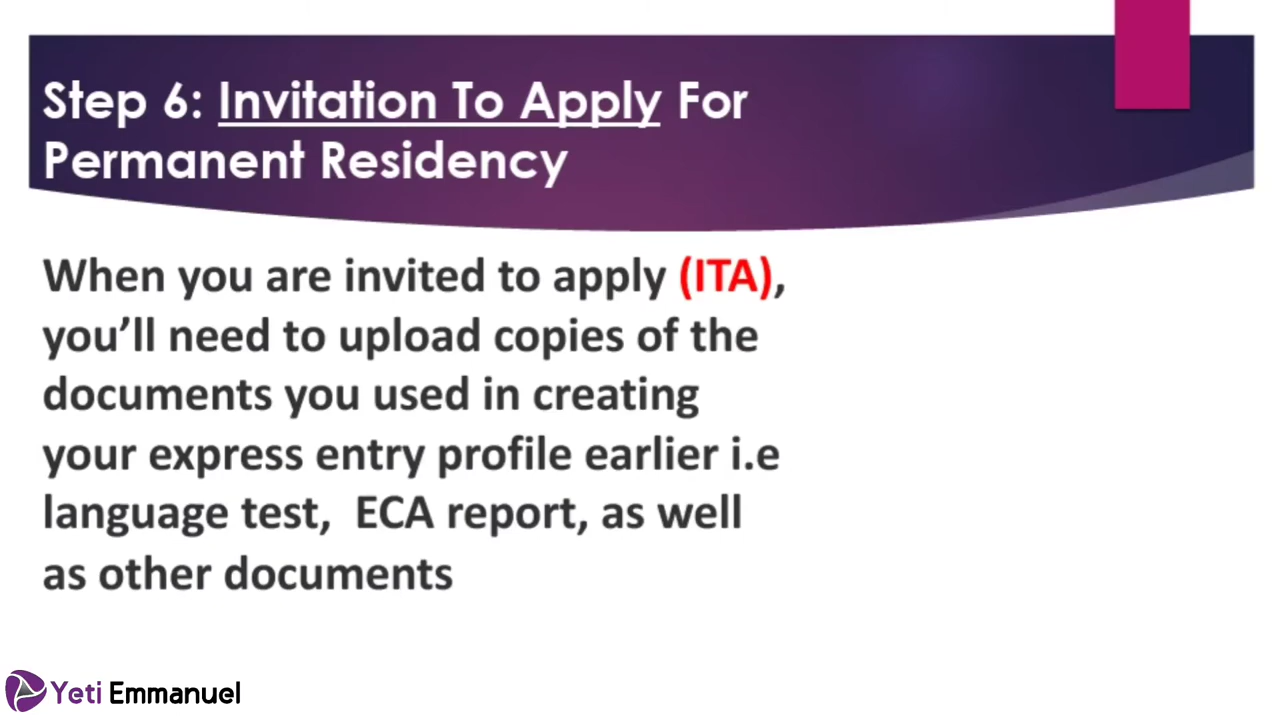 Step 6: Invitation To Apply For
Permanent Residency
When you are invited to apply (ITA),
you’ll need to upload copies of the
documents you used in creating
your express entry profile earlier i.e
language test,  ECA report, as well
as other documents
Yeti Emmanuel